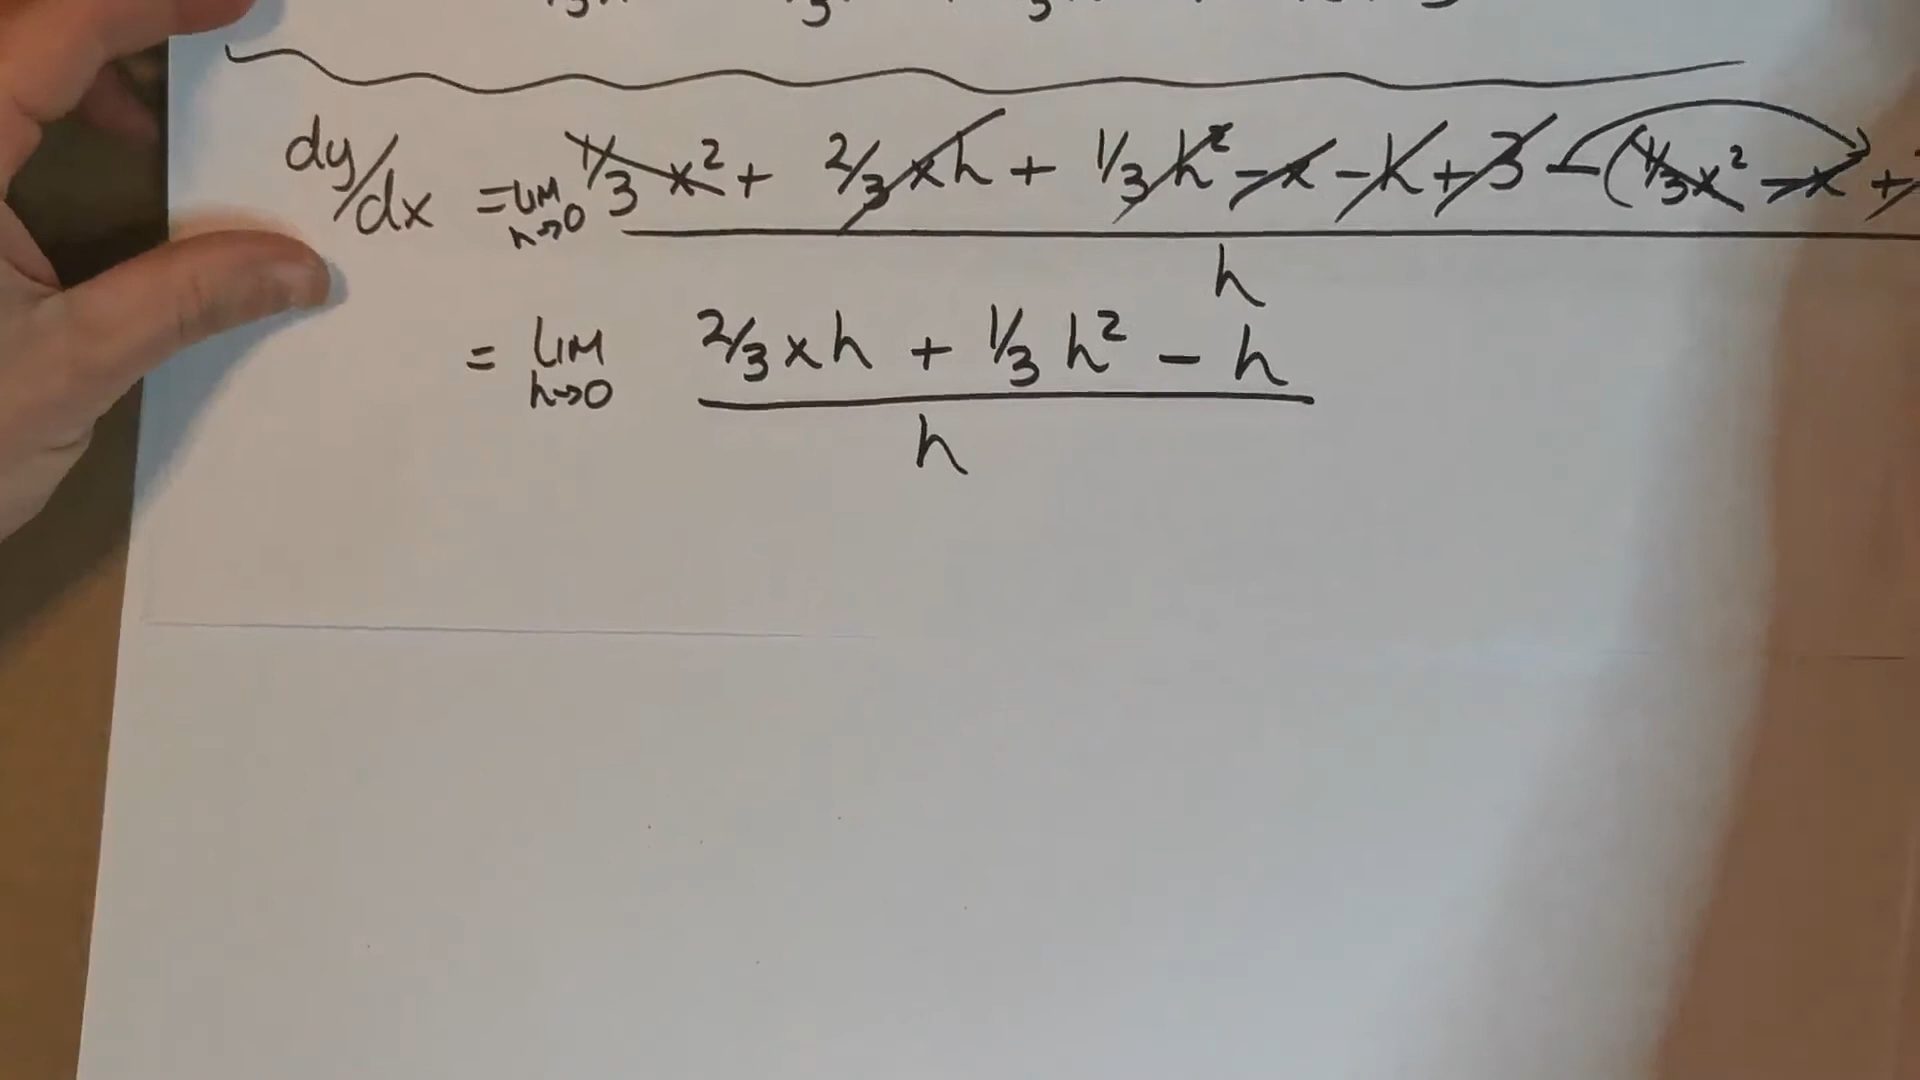 dy/dx = LIM h→0 1/3 x² + 2/3 xh + 1/3 h² - x - h + 3 - (1/3 x² - x +
h
= LIM h→0 2/3 xh + 1/3 h² - h
h